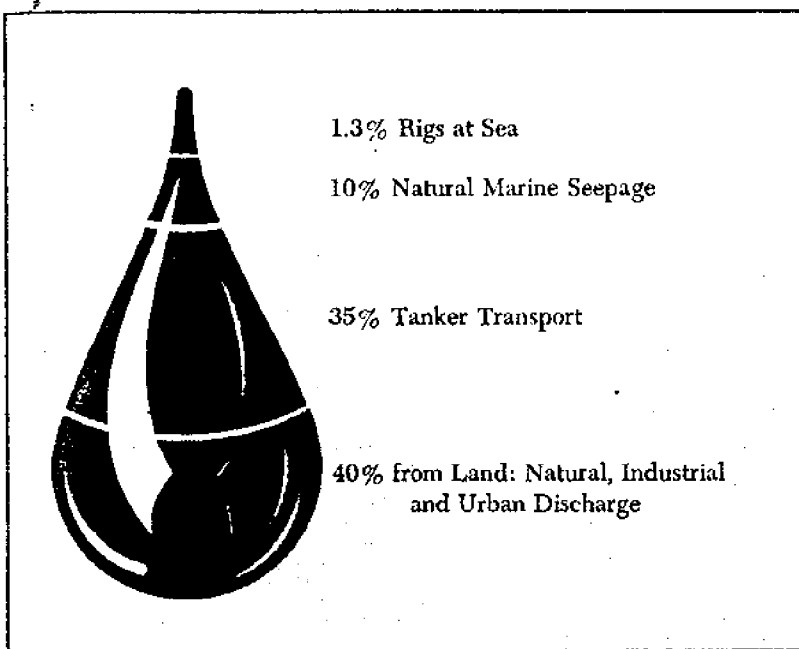 1.3% Rigs at Sea
10% Natural Marine Seepage
35% Tanker Transport
40% from Land: Natural, Industrial
and Urban Discharge